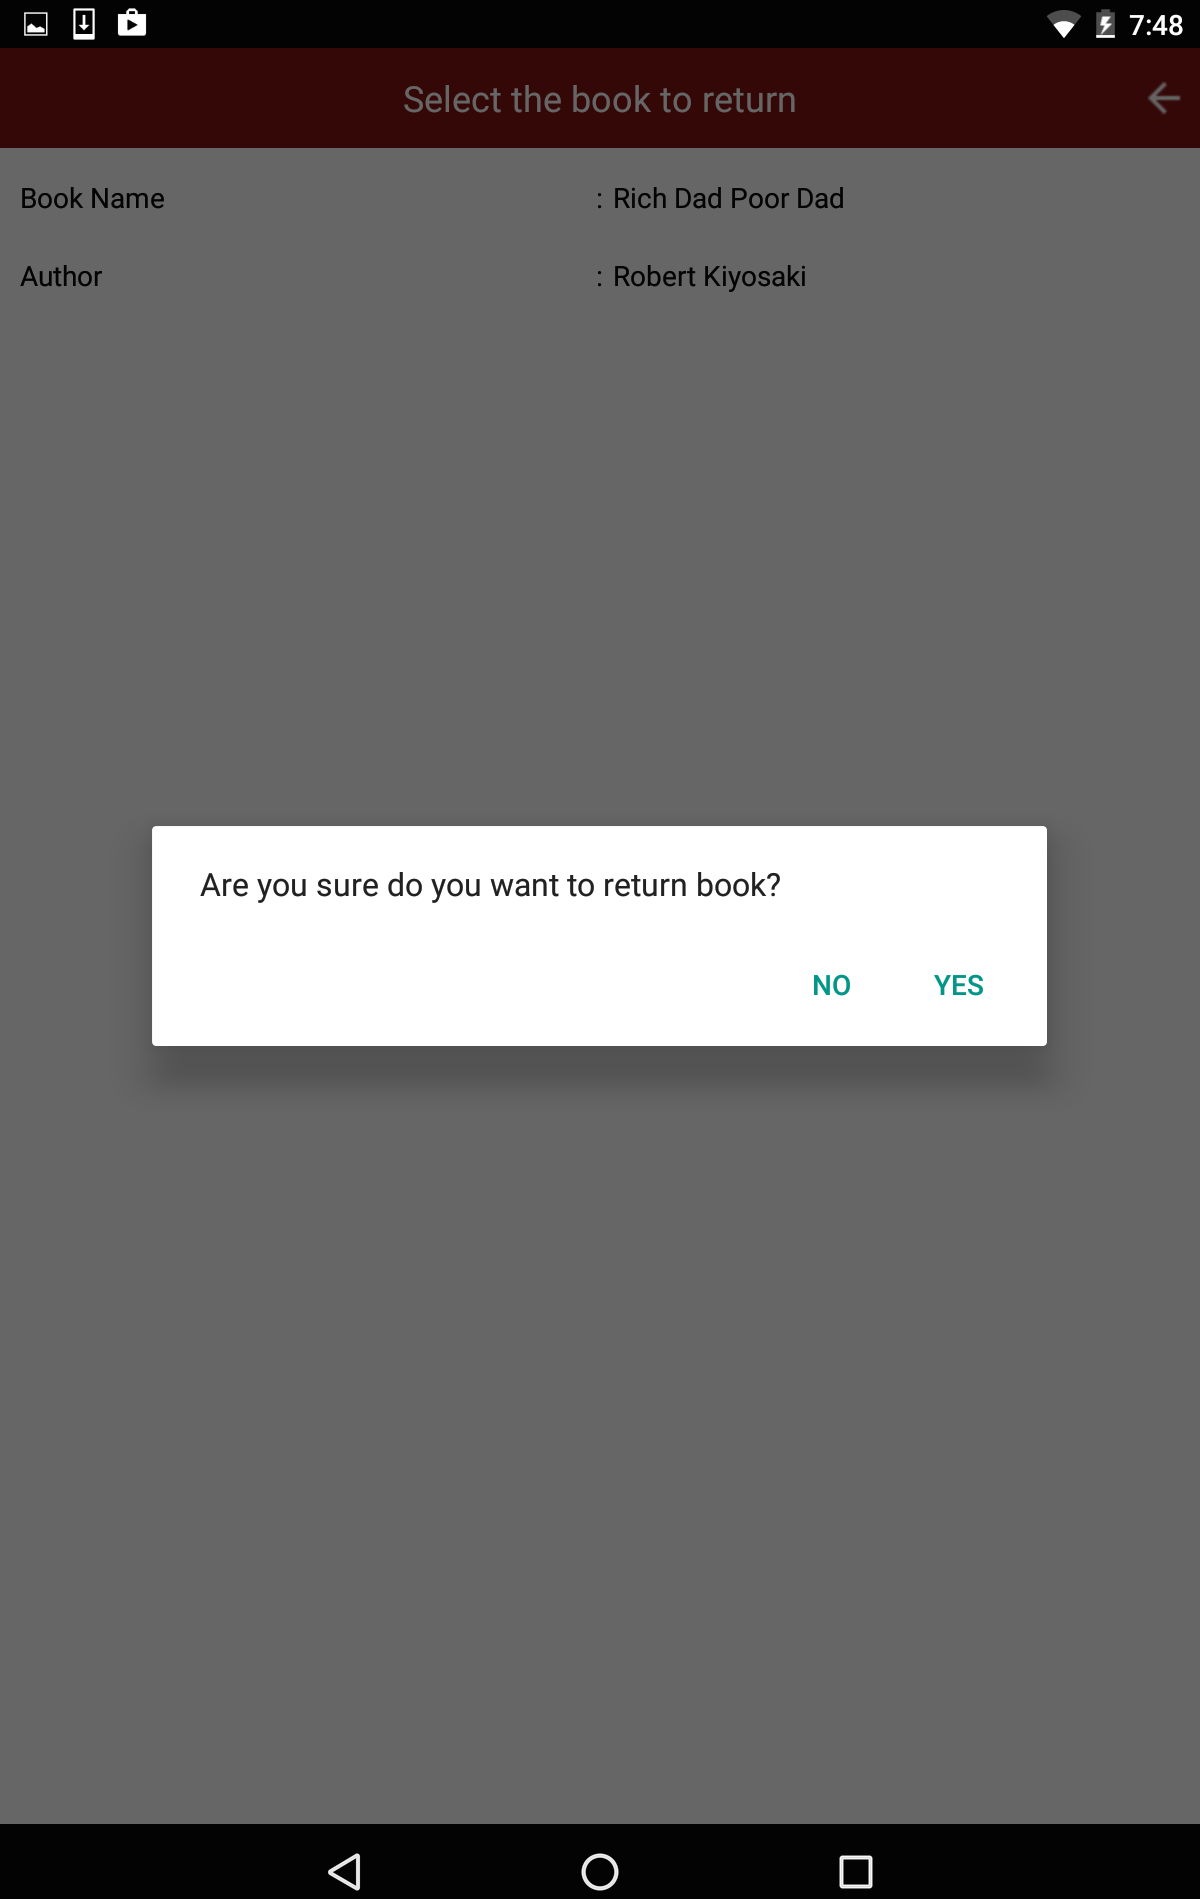 7:48
Select the book to return
Book Name : Rich Dad Poor Dad
Author : Robert Kiyosaki
Are you sure do you want to return book?
NO YES